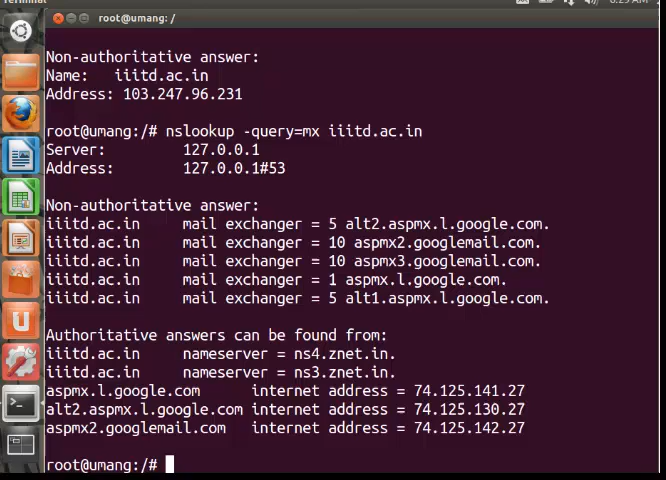 Terminal
root@umang: /
Non-authoritative answer:
Name:   iiitd.ac.in
Address: 103.247.96.231
root@umang:/# nslookup -query=mx iiitd.ac.in
Server:         127.0.0.1
Address:        127.0.0.1#53
Non-authoritative answer:
iiitd.ac.in     mail exchanger = 5 alt2.aspmx.l.google.com.
iiitd.ac.in     mail exchanger = 10 aspmx2.googlemail.com.
iiitd.ac.in     mail exchanger = 10 aspmx3.googlemail.com.
iiitd.ac.in     mail exchanger = 1 aspmx.l.google.com.
iiitd.ac.in     mail exchanger = 5 alt1.aspmx.l.google.com.
Authoritative answers can be found from:
iiitd.ac.in     nameserver = ns4.znet.in.
iiitd.ac.in     nameserver = ns3.znet.in.
aspmx.l.google.com      internet address = 74.125.141.27
alt2.aspmx.l.google.com internet address = 74.125.130.27
aspmx2.googlemail.com   internet address = 74.125.142.27
root@umang:/#